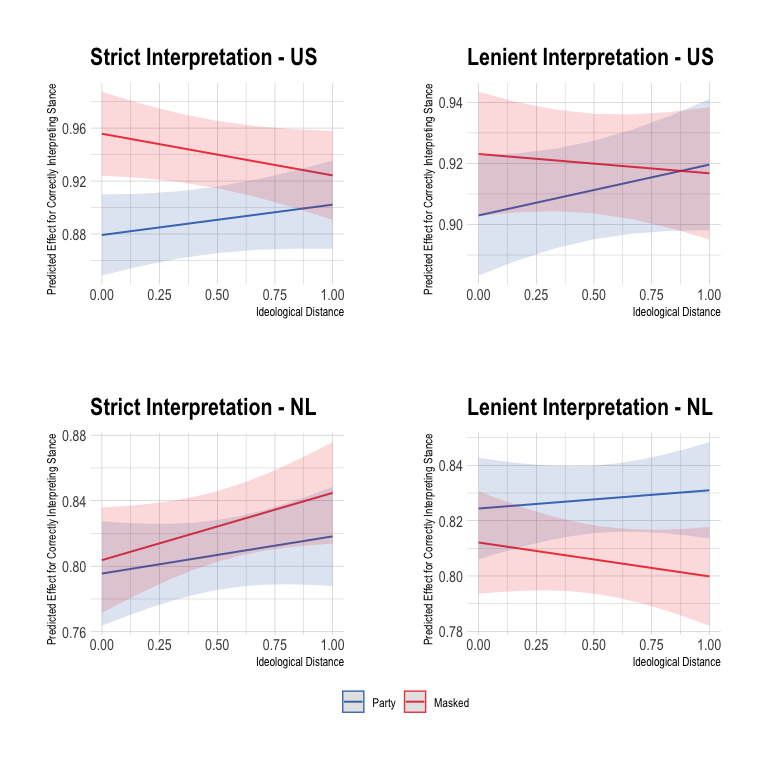 Strict Interpretation - US
Predicted Effect for Correctly Interpreting Stance
0.96
0.92
0.88
0.00 0.25 0.50 0.75 1.00
Ideological Distance
Lenient Interpretation - US
Predicted Effect for Correctly Interpreting Stance
0.94
0.92
0.90
0.00 0.25 0.50 0.75 1.00
Ideological Distance
Strict Interpretation - NL
Predicted Effect for Correctly Interpreting Stance
0.88
0.84
0.80
0.76
0.00 0.25 0.50 0.75 1.00
Ideological Distance
Lenient Interpretation - NL
Predicted Effect for Correctly Interpreting Stance
0.84
0.82
0.80
0.78
0.00 0.25 0.50 0.75 1.00
Ideological Distance
Party Masked